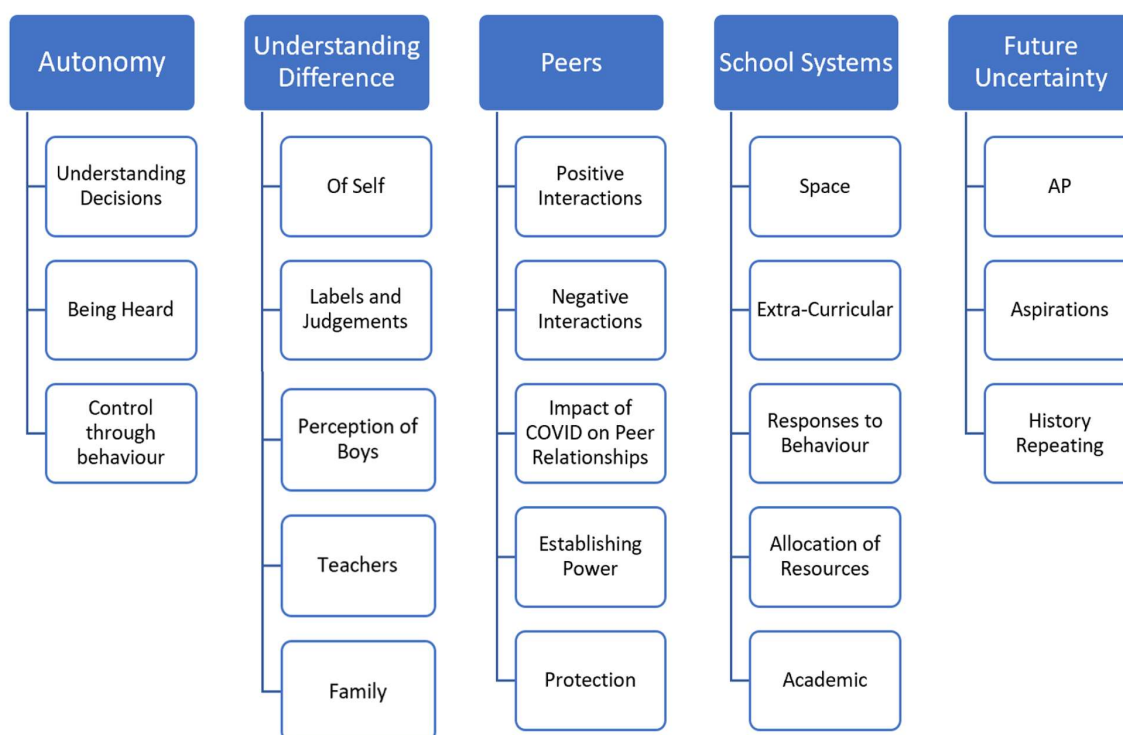 Autonomy
Understanding
Decisions
Being Heard
Control
through
behaviour
Understanding
Difference
Of Self
Labels and
Judgements
Perception of
Boys
Teachers
Family
Peers
Positive
Interactions
Negative
Interactions
Impact of
COVID on Peer
Relationships
Establishing
Power
Protection
School Systems
Space
Extra-Curricular
Responses to
Behaviour
Allocation of
Resources
Academic
Future
Uncertainty
AP
Aspirations
History
Repeating